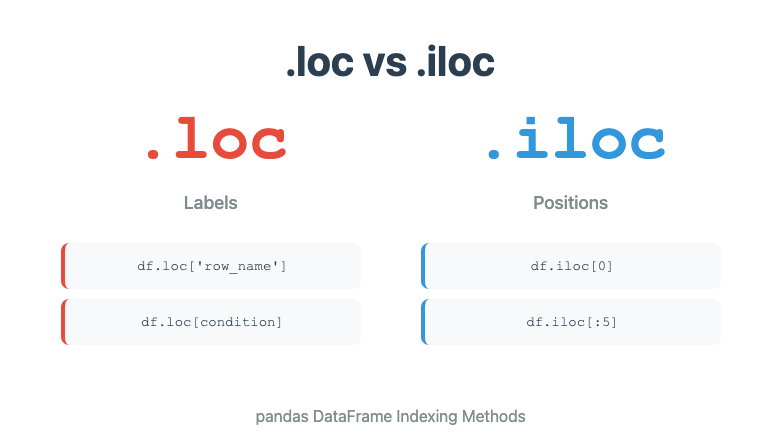 .loc vs .iloc
.loc
Labels
df.loc['row_name']
df.loc[condition]
.iloc
Positions
df.iloc[0]
df.iloc[:5]
pandas DataFrame Indexing Methods